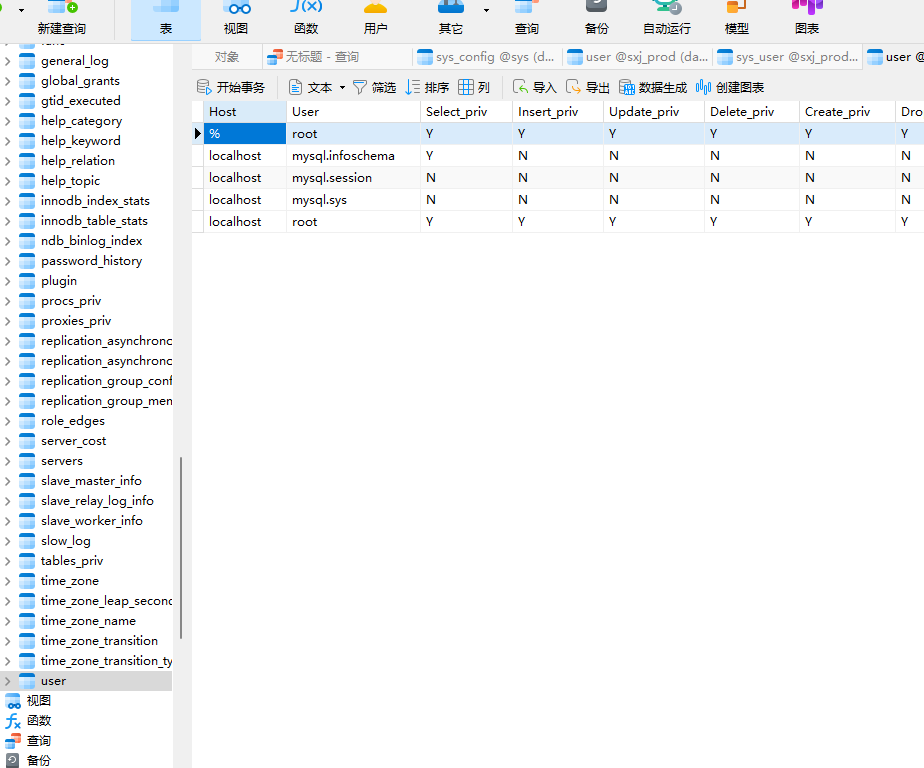 新建查询 表 视图 函数 用户 其它 查询 备份 自动运行 模型 图表
对象 无标题 - 查询 sys_config @sys (d... user @sxj_prod (da... sys_user @sxj_prod... user @
开始事务 文本 筛选 排序 列 导入 导出 数据生成 创建图表
Host User Select_priv Insert_priv Update_priv Delete_priv Create_priv Dro
% root Y Y Y Y Y Y
localhost mysql.infoschema Y N N N N N
localhost mysql.session N N N N N N
localhost mysql.sys N N N N N N
localhost root Y Y Y Y Y Y
general_log
global_grants
gtid_executed
help_category
help_keyword
help_relation
help_topic
innodb_index_stats
innodb_table_stats
ndb_binlog_index
password_history
plugin
procs_priv
proxies_priv
replication_asynchronc
replication_asynchronc
replication_group_conf
replication_group_mem
role_edges
server_cost
servers
slave_master_info
slave_relay_log_info
slave_worker_info
slow_log
tables_priv
time_zone
time_zone_leap_second
time_zone_name
time_zone_transition
time_zone_transition_ty
user
视图
函数
查询
备份